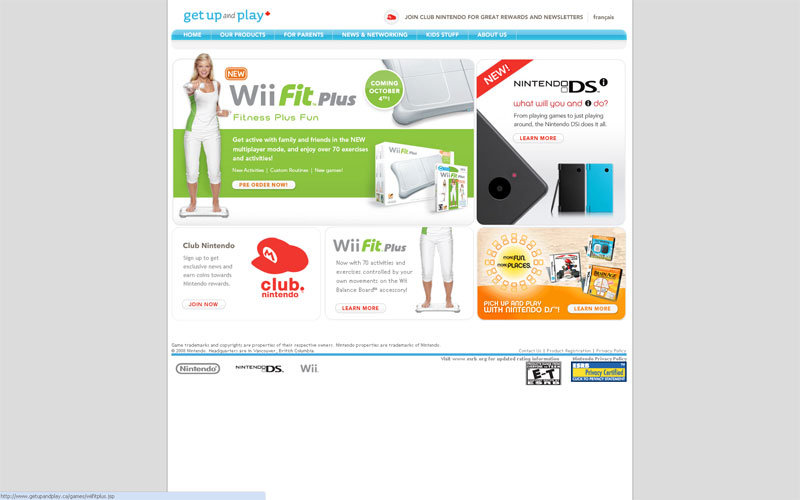 get up and play
JOIN CLUB NINTENDO FOR GREAT REWARDS AND NEWSLETTERS | français
HOME
OUR PRODUCTS
FOR PARENTS
NEWS & NETWORKING
KIDS STUFF
ABOUT US
NEW!
Wii Fit Plus
Fitness Plus Fun
COMING
OCTOBER
4TH!
Get active with family and friends in the NEW
multiplayer mode, and enjoy over 70 exercises
and activities!
New Activities | Custom Routines | New games!
PRE ORDER NOW!
Wii Fit Plus
NEW!
NINTENDO DSi
what will you and i do?
From playing games to just playing
around, the Nintendo DSi does it all.
LEARN MORE
Club Nintendo
Sign up to get
exclusive news and
earn coins towards
Nintendo rewards.
JOIN NOW
club
nintendo
Wii Fit Plus
Now with 70 activities and
exercises controlled by your
own movements on the Wii
Balance Board™ accessory!
LEARN MORE
MORE FUN.
MORE PLACES.
BRAIN AGE
PICK UP AND PLAY
WITH NINTENDO DS™!
LEARN MORE
Game trademarks and copyrights are properties of their respective owners. Nintendo properties are trademarks of Nintendo.
© 2008 Nintendo. Headquarters are in Vancouver, British Columbia
Contact Us | Product Registration | Privacy Policy
Visit www.esrb.org for updated rating information
Nintendo Privacy Policy
Nintendo
NINTENDO DS
Wii
E-T
ESRB
Privacy Certified
CLICK TO PRIVACY STATEMENT
http://www.getupandplay.ca/games/wiifitplus.jsp